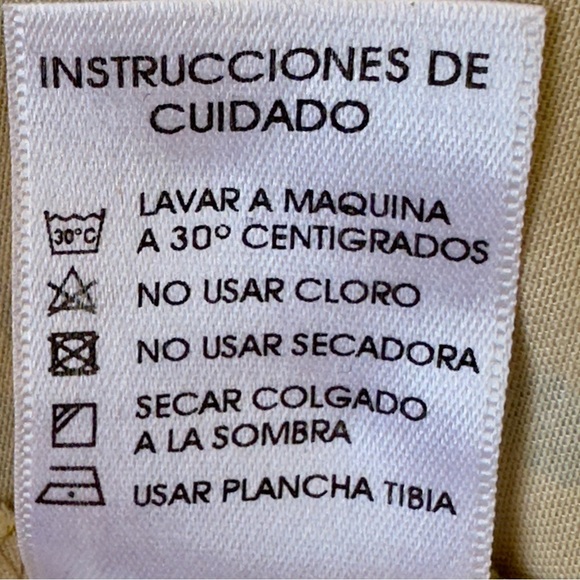 INSTRUCCIONES DE
CUIDADO
30°C
LAVAR A MAQUINA
A 30º CENTIGRADOS
NO USAR CLORO
NO USAR SECADORA
SECAR COLGADO
A LA SOMBRA
USAR PLANCHA TIBIA